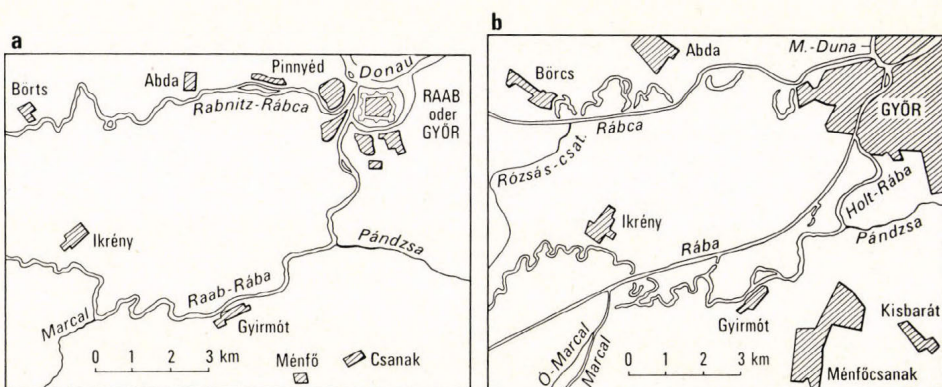 a
Börts
Abda
Pinnyéd
Donau
Rabnitz-Rábca
RAAB
oder
GYŐR
Ikrény
Pándzsa
Raab-Rába
Marcal
Gyirmót
0 1 2 3 km
Ménfő
Csanak
b
M.-Duna
Abda
Börcs
Rábca
GYŐR
Rózsás-csat.
Holt-Rába
Ikrény
Rába
Pándzsa
Gyirmót
Kisbarát
Ó-Marcal
Marcal
0 1 2 3 km
Ménfőcsanak